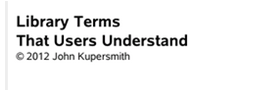 Library Terms
That Users Understand
© 2012 John Kupersmith